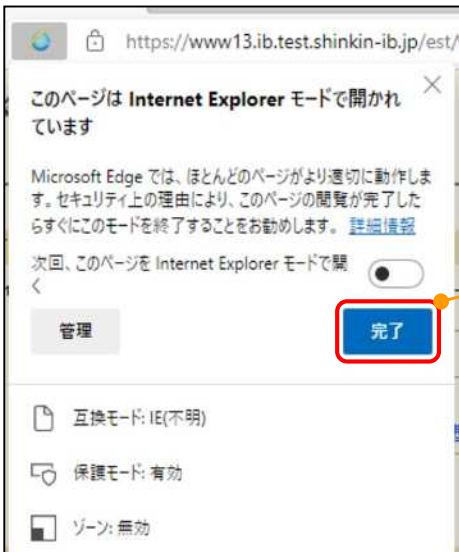 https://www13.ib.test.shinkin-ib.jp/est/
このページは Internet Explorer モードで開かれ
ています
Microsoft Edge では、ほとんどのページがより適切に動作しま
す。セキュリティ上の理由により、このページの閲覧が完了した
らすぐにこのモードを終了することをお勧めします。 詳細情報
次回、このページを Internet Explorer モードで開
く
管理
完了
互換モード: IE(不明)
保護モード: 有効
ゾーン: 無効